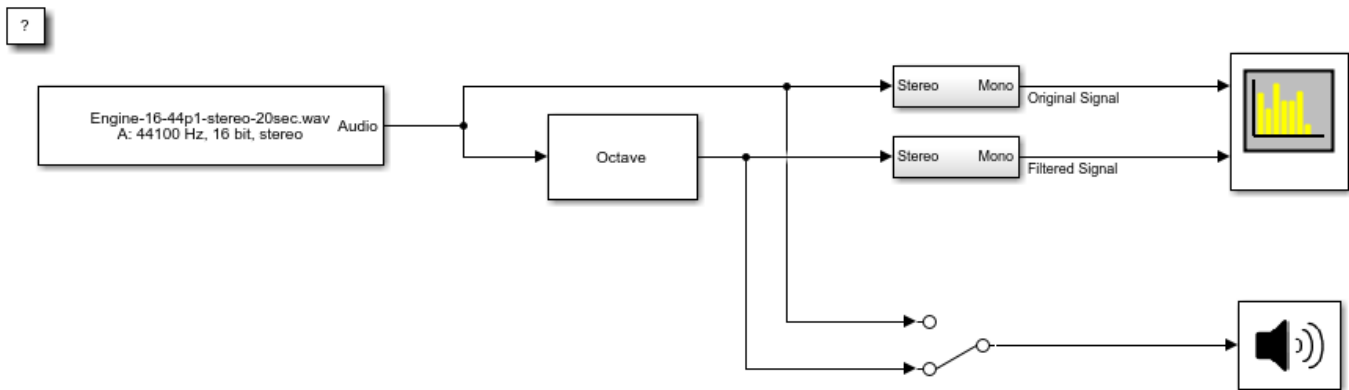 ?
Engine-16-44p1-stereo-20sec.wav
A: 44100 Hz, 16 bit, stereo
Audio
Octave
Stereo Mono
Original Signal
Stereo Mono
Filtered Signal